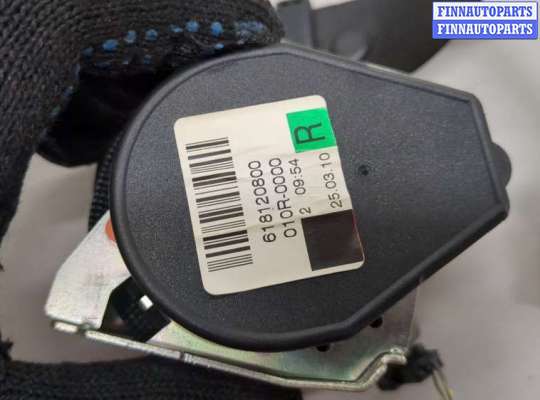 FINNAUTOPARTS
FINNAUTOPARTS
618120800
010R-0000
2 09:54
25.03.10
R